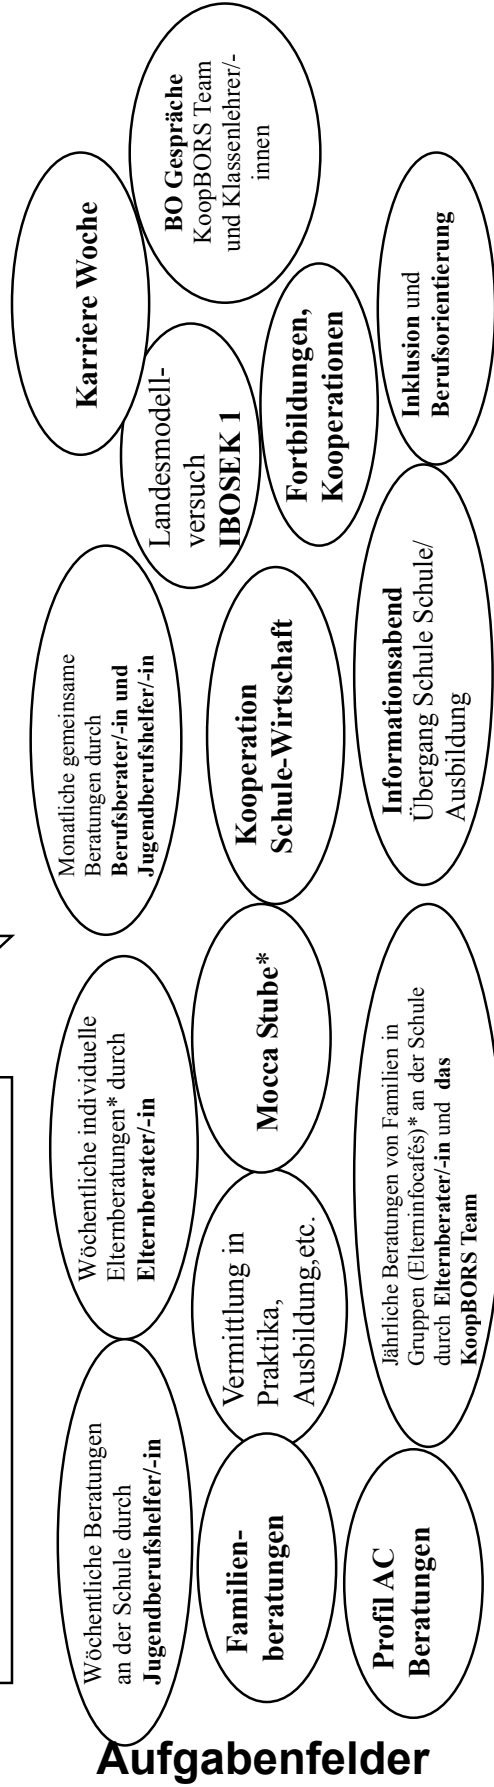 Aufgabenfelder
Wöchentliche Beratungen
an der Schule durch
Jugendberufshelfer/-in
Wöchentliche individuelle
Elternberatungen* durch
Elternberater/-in
Monatliche gemeinsame
Beratungen durch
Berufsberater/-in und
Jugendberufshelfer/-in
Karriere Woche
Familien-
beratungen
Vermittlung in
Praktika,
Ausbildung,etc.
Mocca Stube*
Kooperation
Schule-Wirtschaft
Landesmodell-
versuch
IBOSEK 1
BO Gespräche
KoopBORS Team
und Klassenlehrer/-
innen
Profil AC
Beratungen
Jährliche Beratungen von Familien in
Gruppen (Elterninfocafés)* an der Schule
durch Elternberater/-in und das
KoopBORS Team
Informationsabend
Übergang Schule Schule/
Ausbildung
Fortbildungen,
Kooperationen
Inklusion und
Berufsorientierung